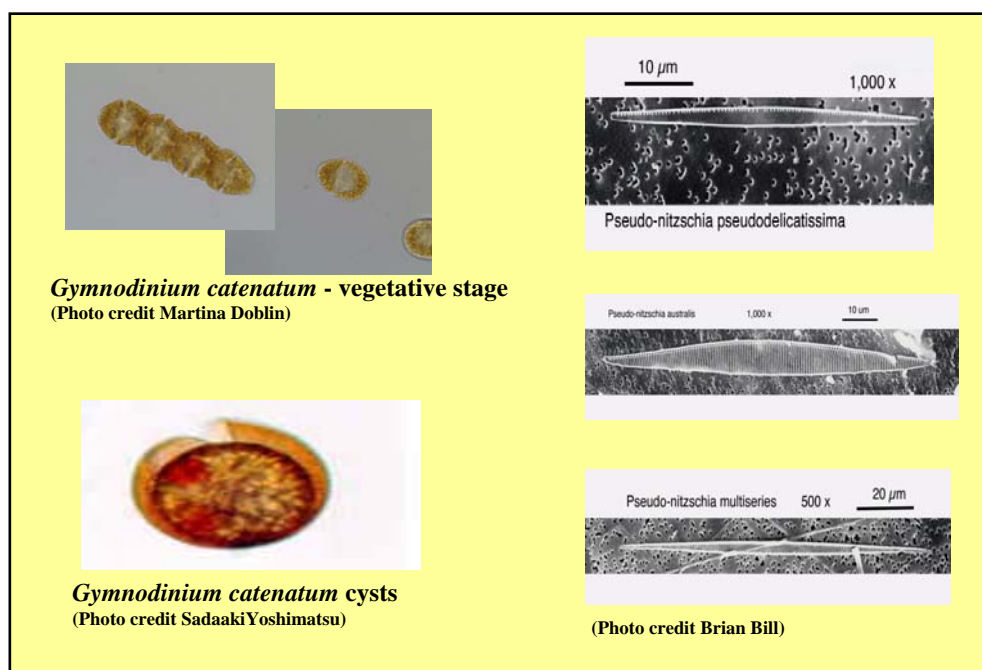 Gymnodinium catenatum - vegetative stage
(Photo credit Martina Doblin)
Gymnodinium catenatum cysts
(Photo credit SadaakiYoshimatsu)
10 µm
1,000 x
Pseudo-nitzschia pseudodelicatissima
Pseudo-nitzschia australis 1,000 x 10 um
Pseudo-nitzschia multiseries 500 x 20 µm
(Photo credit Brian Bill)